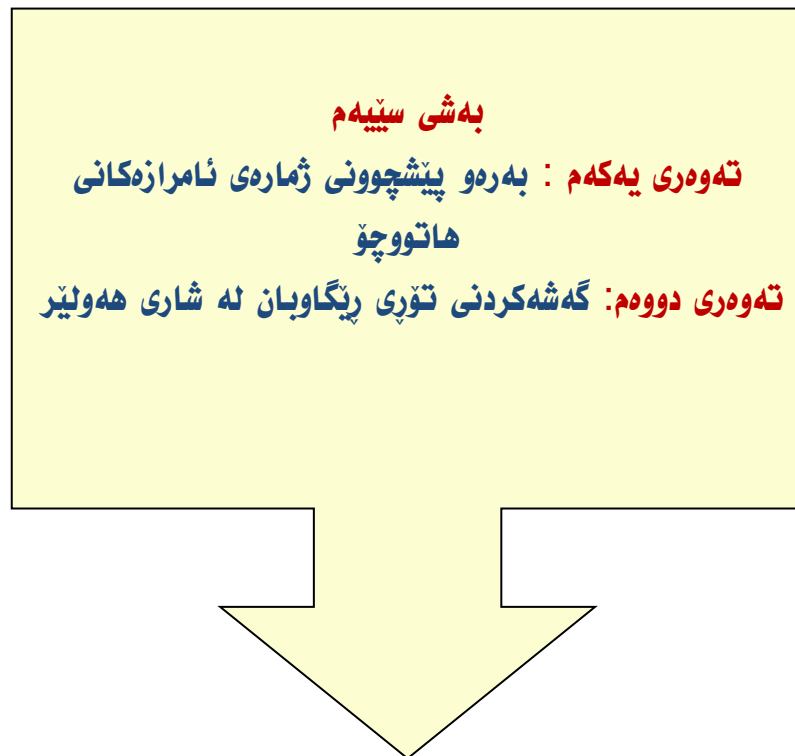 بەشی سێیەم
تەوەری یەکەم : بەرەو پێشچوونی ژمارەی ئامرازەکانی
هاتووچۆ
تەوەری دووەم: گەشەکردنی تۆڕی ڕێگاوبان لە شاری هەولێر